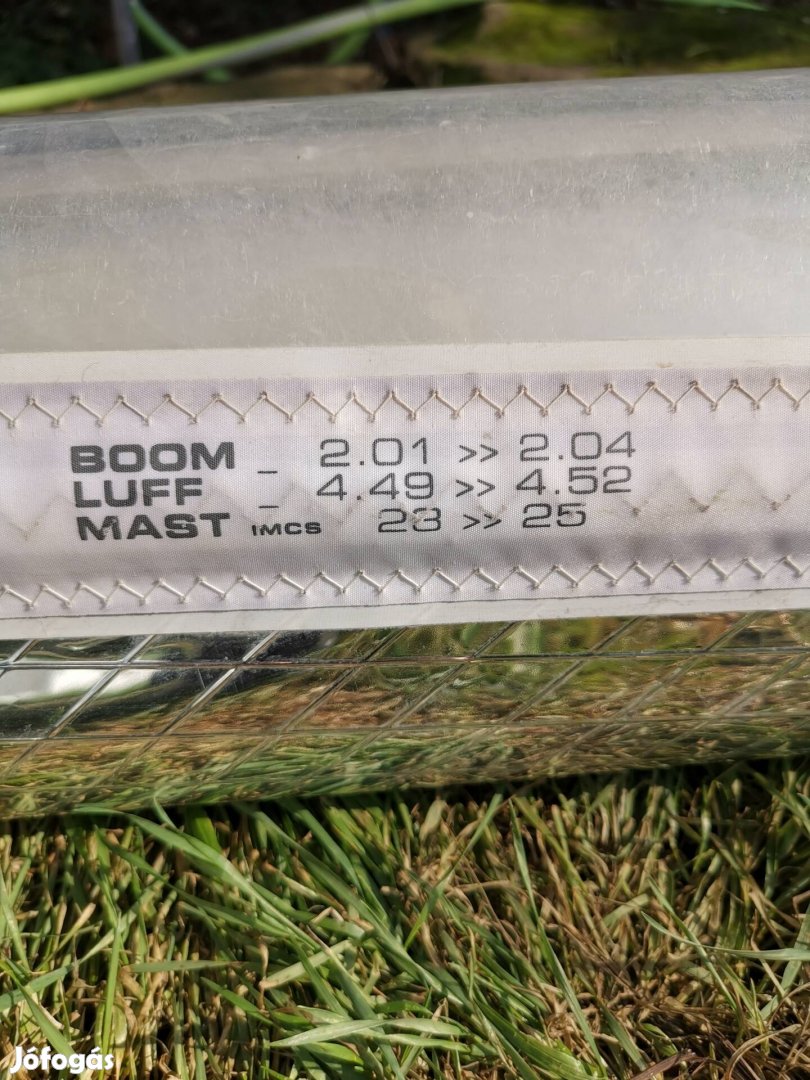 BOOM _ 2.01 >> 2.04
LUFF _ 4.49 >> 4.52
MAST IMCS 23 >> 25
Jófogás